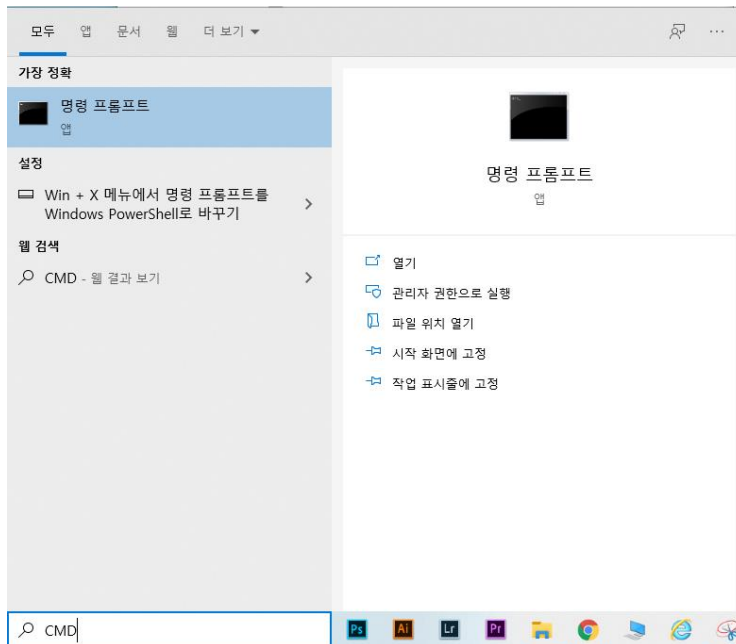 모두 앱 문서 웹 더 보기
가장 정확
명령 프롬프트
앱
설정
Win + X 메뉴에서 명령 프롬프트를
Windows PowerShell로 바꾸기
웹 검색
CMD - 웹 결과 보기
명령 프롬프트
앱
열기
관리자 권한으로 실행
파일 위치 열기
시작 화면에 고정
작업 표시줄에 고정
CMD
Ps Ai Lr Pr